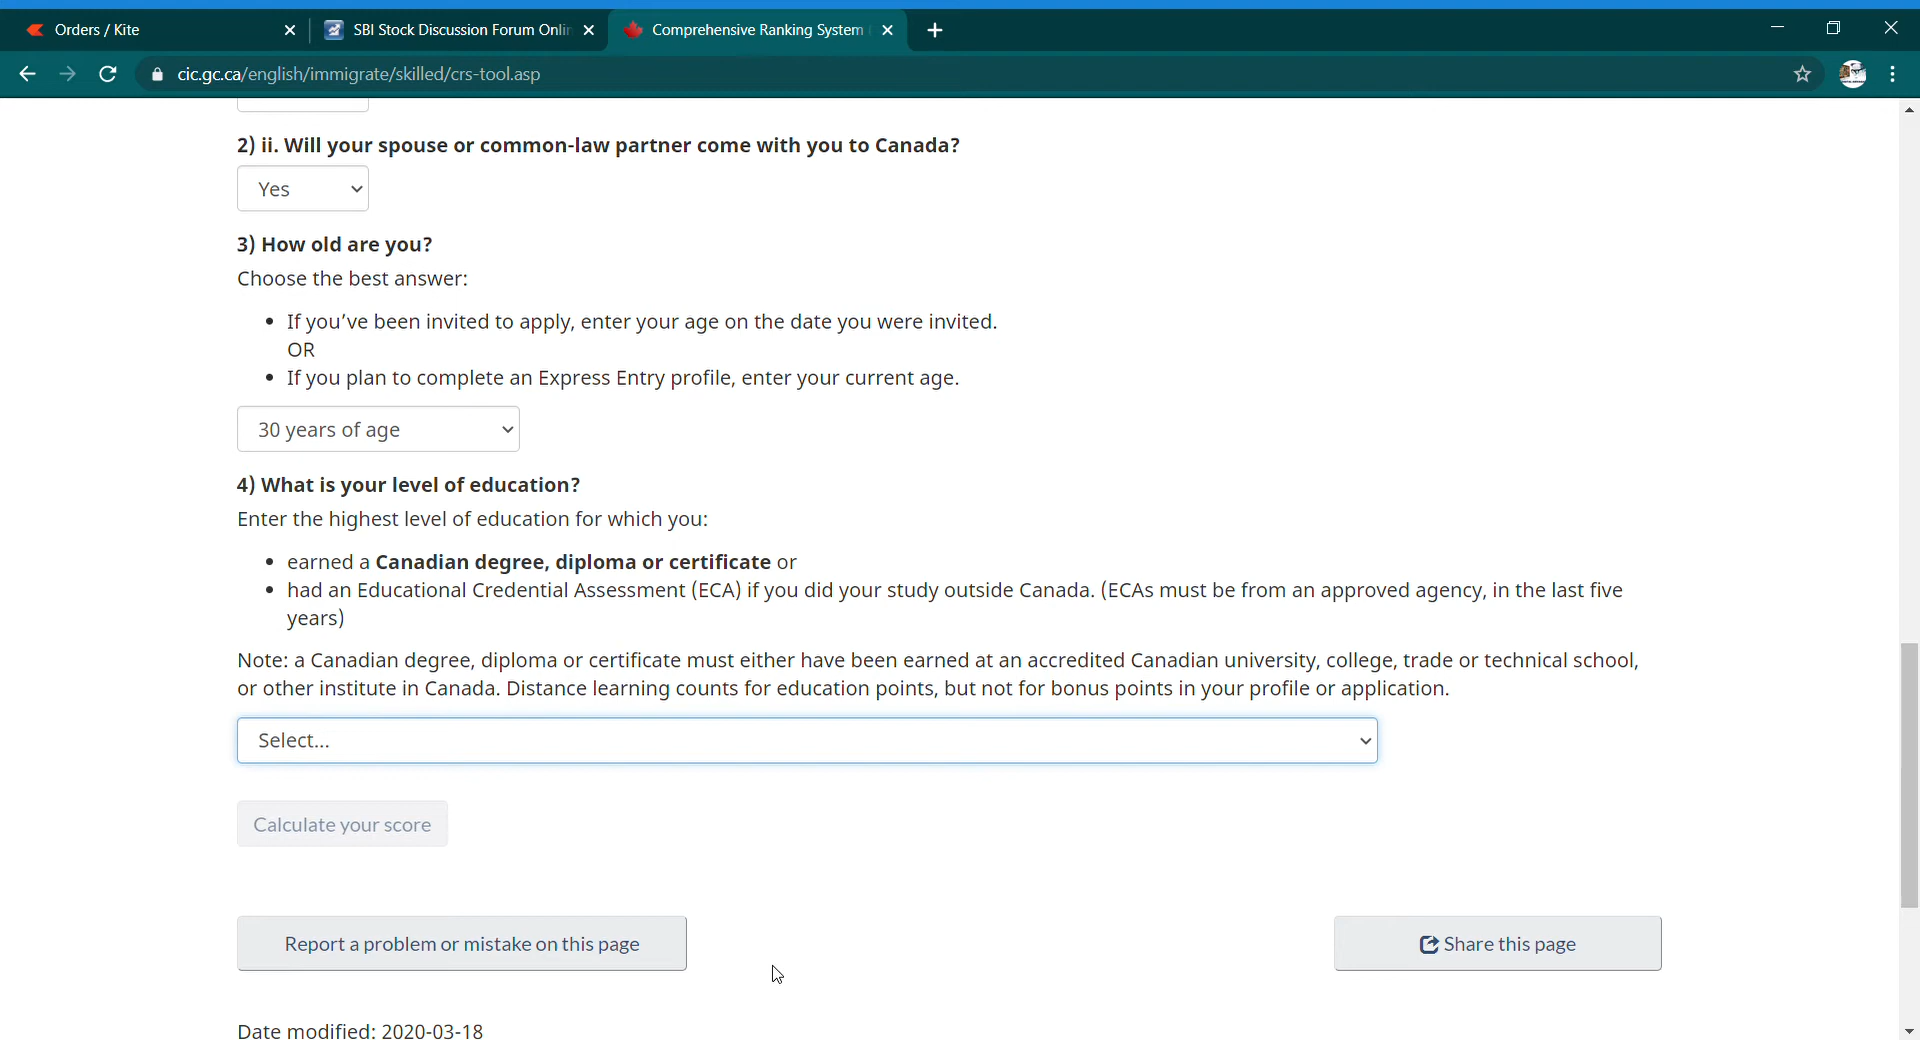 Orders / Kite
SBI Stock Discussion Forum Onli
Comprehensive Ranking System
cic.gc.ca/english/immigrate/skilled/crs-tool.asp
2) ii. Will your spouse or common-law partner come with you to Canada?
Yes
3) How old are you?
Choose the best answer:
• If you’ve been invited to apply, enter your age on the date you were invited.
OR
• If you plan to complete an Express Entry profile, enter your current age.
30 years of age
4) What is your level of education?
Enter the highest level of education for which you:
• earned a Canadian degree, diploma or certificate or
• had an Educational Credential Assessment (ECA) if you did your study outside Canada. (ECAs must be from an approved agency, in the last five
years)
Note: a Canadian degree, diploma or certificate must either have been earned at an accredited Canadian university, college, trade or technical school,
or other institute in Canada. Distance learning counts for education points, but not for bonus points in your profile or application.
Select...
Calculate your score
Report a problem or mistake on this page
Share this page
Date modified: 2020-03-18